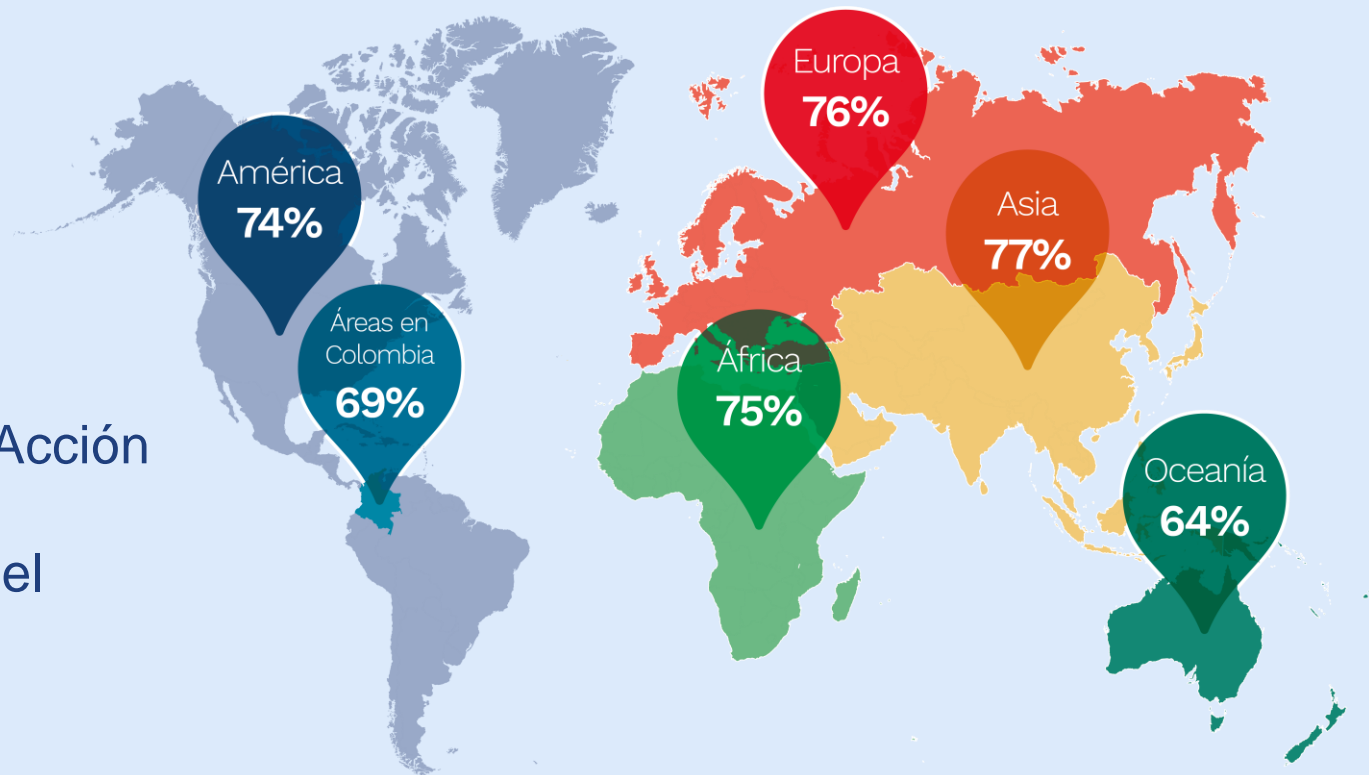 Europa
76%
América
74%
Asia
77%
Áreas en
Colombia
69%
África
75%
Acción
el
Oceanía
64%